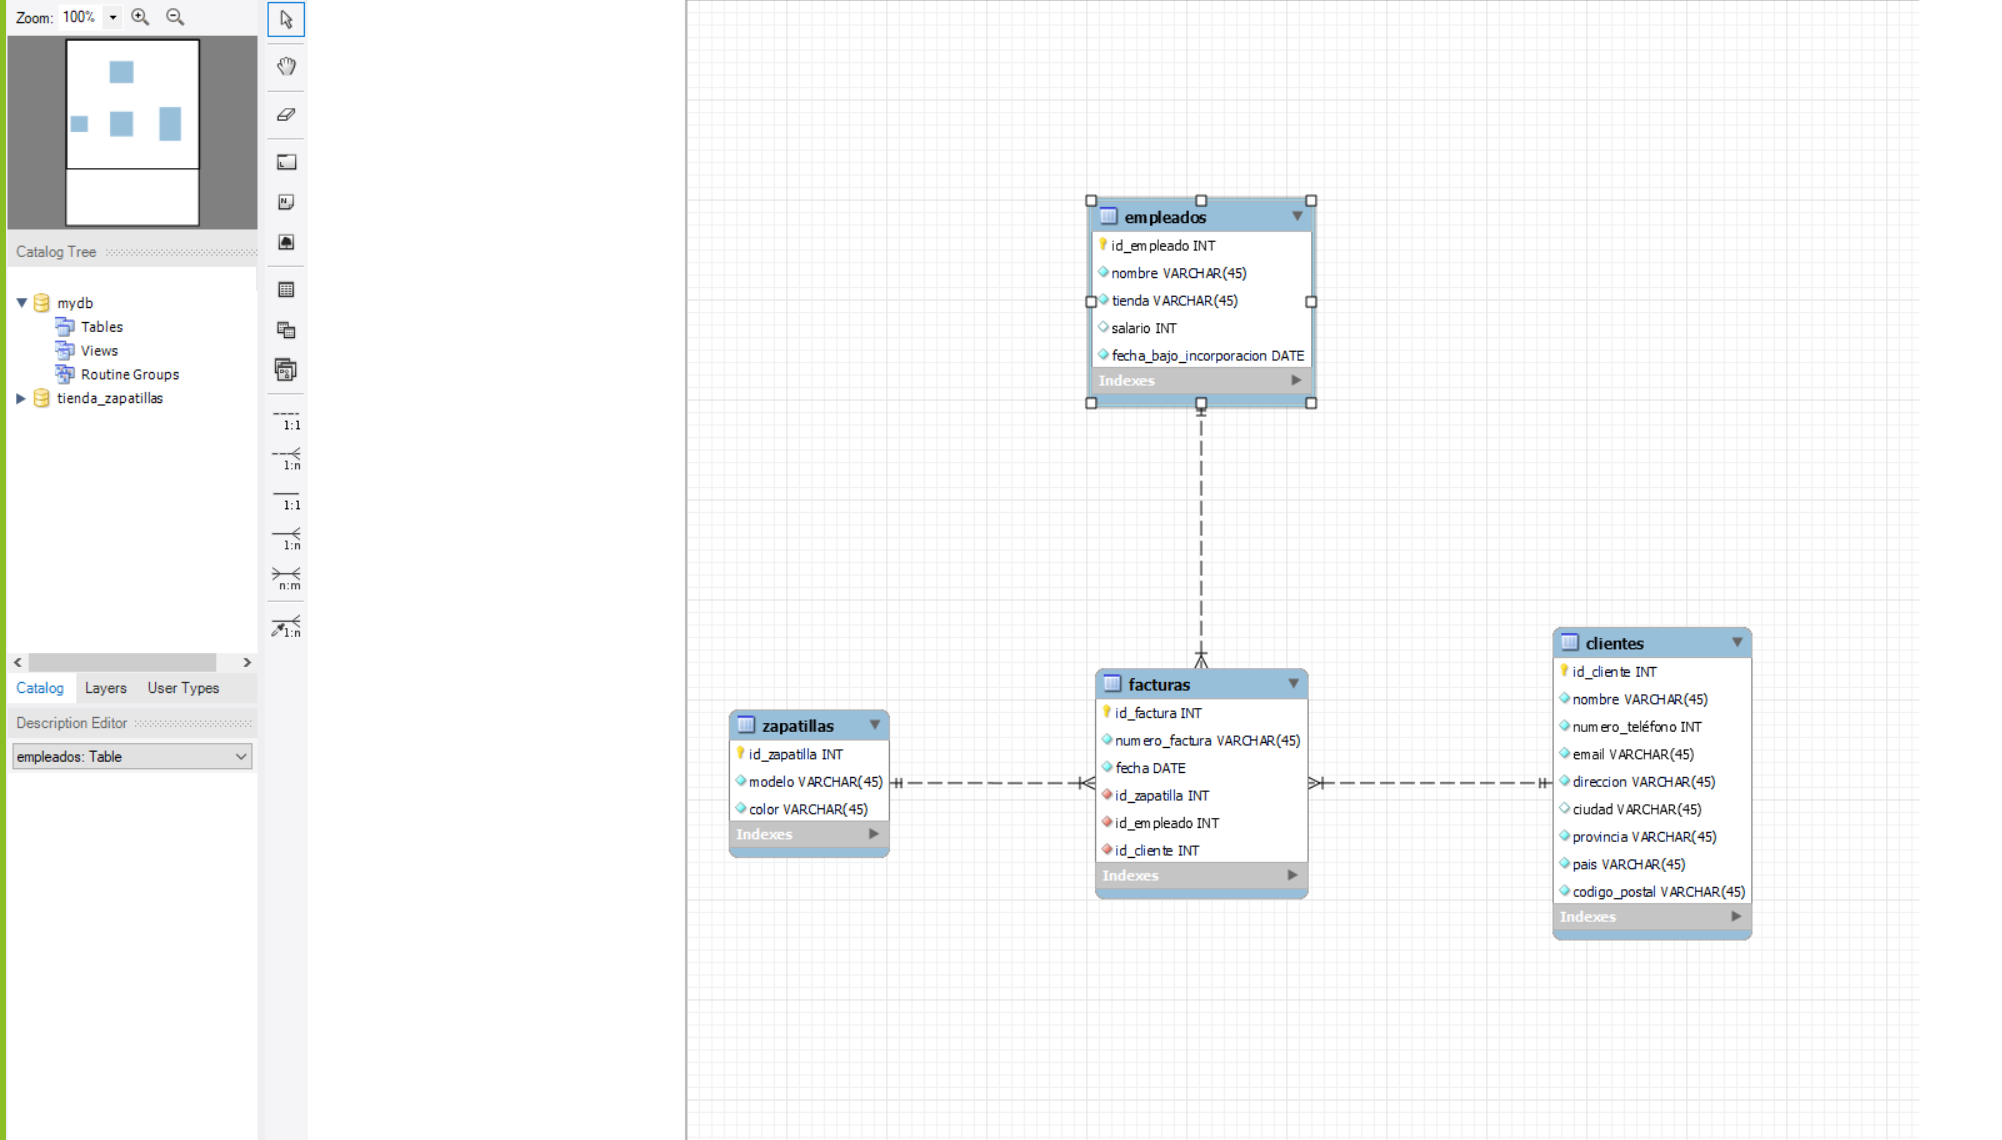 Zoom: 100%
Catalog Tree
mydb
Tables
Views
Routine Groups
tienda_zapatillas
Catalog Layers User Types
Description Editor
empleados: Table
1:1
1:n
1:1
1:n
n:m
1:n
empleados
id_empleado INT
nombre VARCHAR(45)
tienda VARCHAR(45)
salario INT
fecha_bajo_incorporacion DATE
Indexes
zapatillas
id_zapatilla INT
modelo VARCHAR(45)
color VARCHAR(45)
Indexes
facturas
id_factura INT
numero_factura VARCHAR(45)
fecha DATE
id_zapatilla INT
id_empleado INT
id_cliente INT
Indexes
clientes
id_cliente INT
nombre VARCHAR(45)
numero_teléfono INT
email VARCHAR(45)
direccion VARCHAR(45)
ciudad VARCHAR(45)
provincia VARCHAR(45)
pais VARCHAR(45)
codigo_postal VARCHAR(45)
Indexes